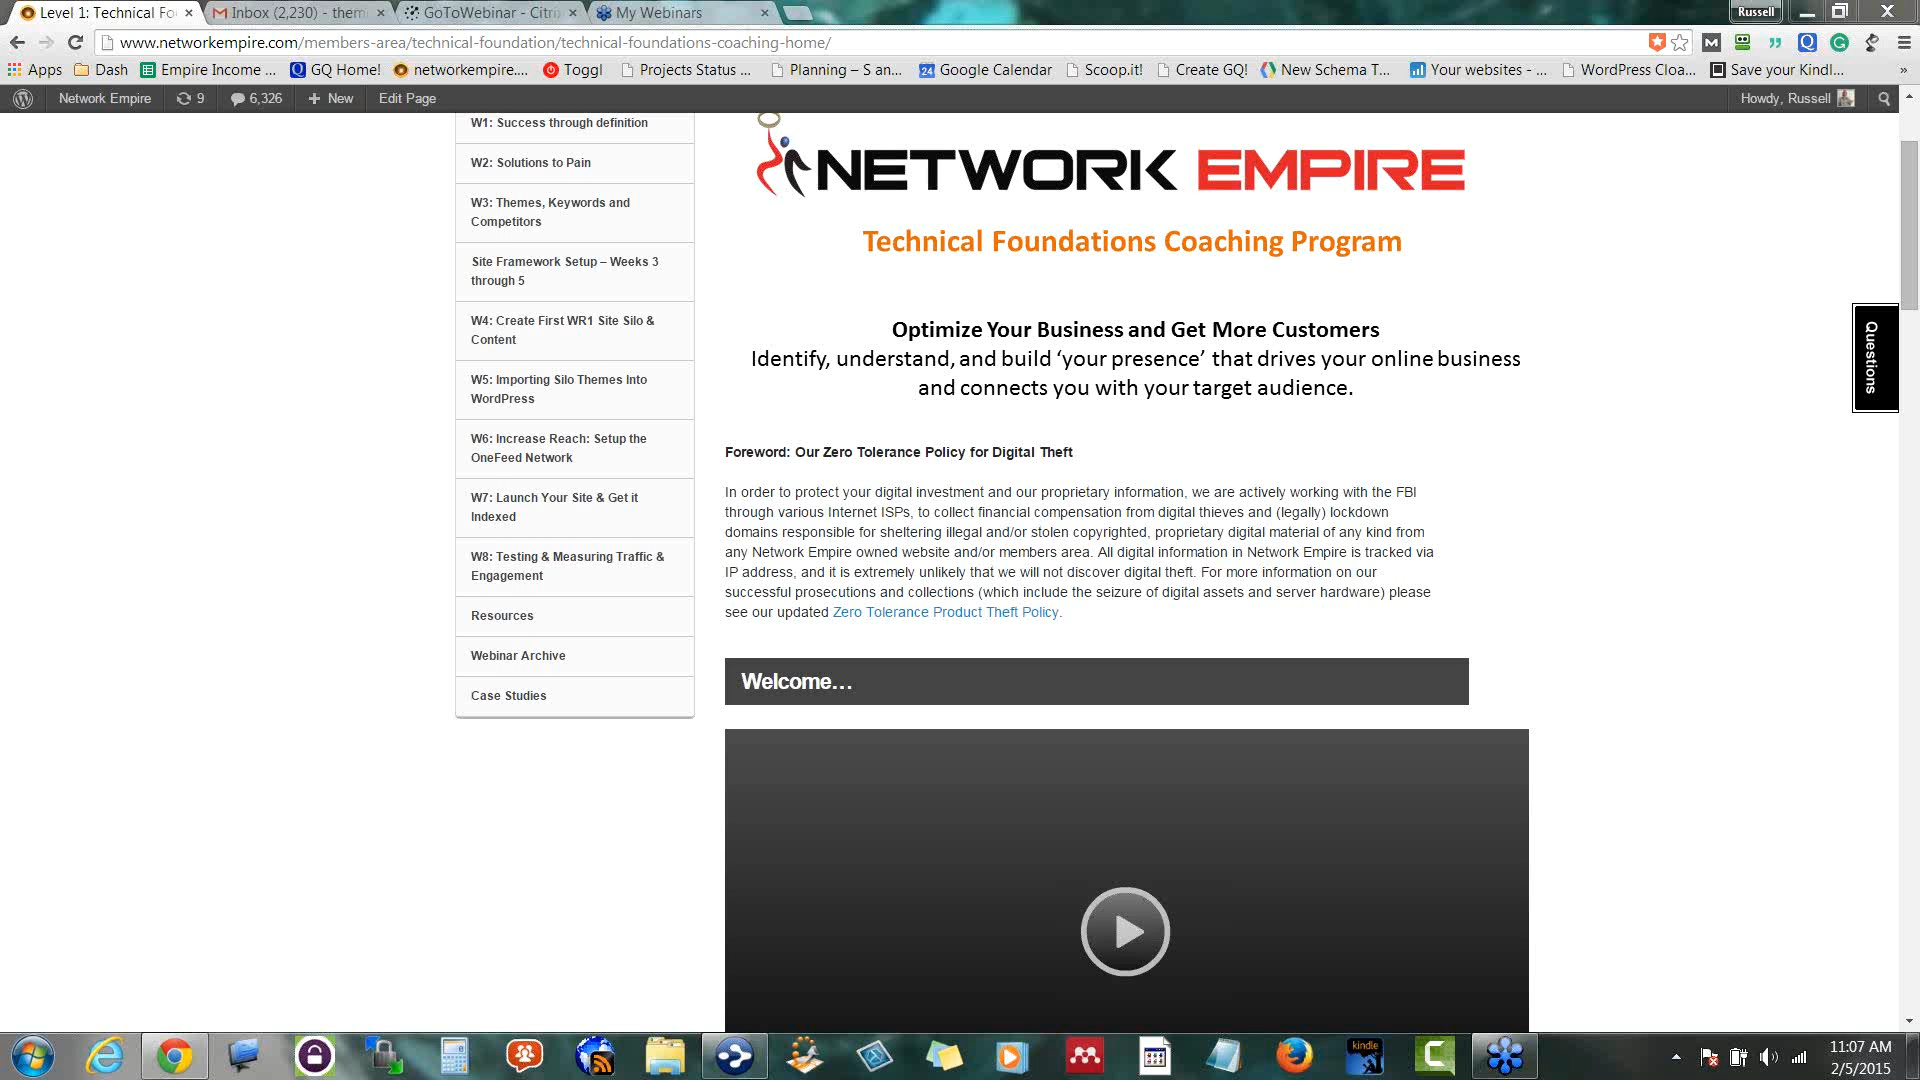 Level 1: Technical Fo
Inbox (2,230) - them
GoToWebinar - Citri
My Webinars
Russell
www.networkempire.com/members-area/technical-foundation/technical-foundations-coaching-home/
Apps
Dash
Empire Income ...
GQ Home!
networkempire....
Toggl
Projects Status ...
Planning – S an...
24
Google Calendar
Scoop.it!
Create GQ!
New Schema T...
Your websites - ...
WordPress Cloa...
Save your Kindl...
»
Network Empire
9
6,326
+ New
Edit Page
Howdy, Russell
W1: Success through definition
W2: Solutions to Pain
W3: Themes, Keywords and
Competitors
Site Framework Setup – Weeks 3
through 5
W4: Create First WR1 Site Silo &
Content
W5: Importing Silo Themes Into
WordPress
W6: Increase Reach: Setup the
OneFeed Network
W7: Launch Your Site & Get it
Indexed
W8: Testing & Measuring Traffic &
Engagement
Resources
Webinar Archive
Case Studies
NETWORK EMPIRE
Technical Foundations Coaching Program
Optimize Your Business and Get More Customers
Identify, understand, and build ‘your presence’ that drives your online business
and connects you with your target audience.
Questions
Foreword: Our Zero Tolerance Policy for Digital Theft
In order to protect your digital investment and our proprietary information, we are actively working with the FBI
through various Internet ISPs, to collect financial compensation from digital thieves and (legally) lockdown
domains responsible for sheltering illegal and/or stolen copyrighted, proprietary digital material of any kind from
any Network Empire owned website and/or members area. All digital information in Network Empire is tracked via
IP address, and it is extremely unlikely that we will not discover digital theft. For more information on our
successful prosecutions and collections (which include the seizure of digital assets and server hardware) please
see our updated Zero Tolerance Product Theft Policy.
Welcome…
kindle
11:07 AM
2/5/2015